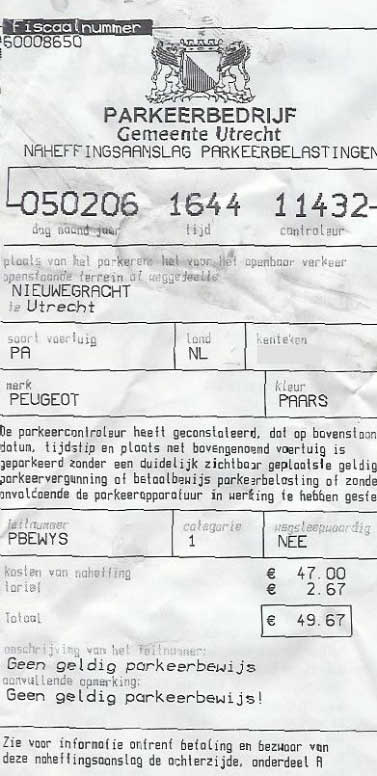 Fiscaalnummer
60008650
PARKEERBEDRIJF
Gemeente Utrecht
NAHEFFINGSAANSLAG PARKEERBELASTINGEN
050206 1644 11432
dag maand jaar tijd controleur
plaats van het parkeren het voor het openbaar verkeer
openstaande terrein of weggedeelte
NIEUWEGRACHT
te Utrecht
soort voertuig land kenteken
PA NL
merk kleur
PEUGEOT PAARS
De parkeercontroleur heeft geconstateerd, dat op bovenstaan
datum, tijdstip en plaats met bovengenoemd voertuig is
geparkeerd zonder een duidelijk zichtbaar geplaatste geldig
parkeervergunning of betaalbewijs parkeerbelasting of zonde
onvoldoende de parkeerapparatuur in werking te hebben geste
feitnummer categorie wegsleepwaardig
PBEWYS 1 NEE
kosten van naheffing € 47.00
tarief € 2.67
Totaal € 49.67
omschrijving van het feitnummer:
Geen geldig parkeerbewijs
aanvullende opmerking:
Geen geldig parkeerbewijs!
Zie voor informatie omtrent betaling en bezwaar van
deze naheffingsaanslag de achterzijde, onderdeel A